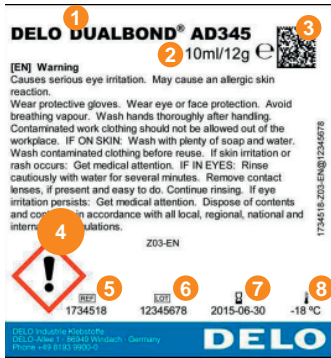 1
DELO DUALBOND® AD345
2 10ml/12g ℮
3
[EN] Warning
Causes serious eye irritation. May cause an allergic skin
reaction.
Wear protective gloves. Wear eye or face protection. Avoid
breathing vapour. Wash hands thoroughly after handling.
Contaminated work clothing should not be allowed out of the
workplace. IF ON SKIN: Wash with plenty of soap and water.
Wash contaminated clothing before reuse. If skin irritation or
rash occurs: Get medical attention. IF IN EYES: Rinse
cautiously with water for several minutes. Remove contact
lenses, if present and easy to do. Continue rinsing. If eye
irritation persists: Get medical attention. Dispose of contents
and in accordance with all local, regional, national and
Z03-EN
1734518-Z03-EN@12345678
4
5 6 7 8
REF LOT
1734518 12345678 2015-06-30 -18 °C
DELO Industrie Klebstoffe
DELO-Allee 1 · 86949 Windach · Germany
Phone +49 8193 9900-0
DELO